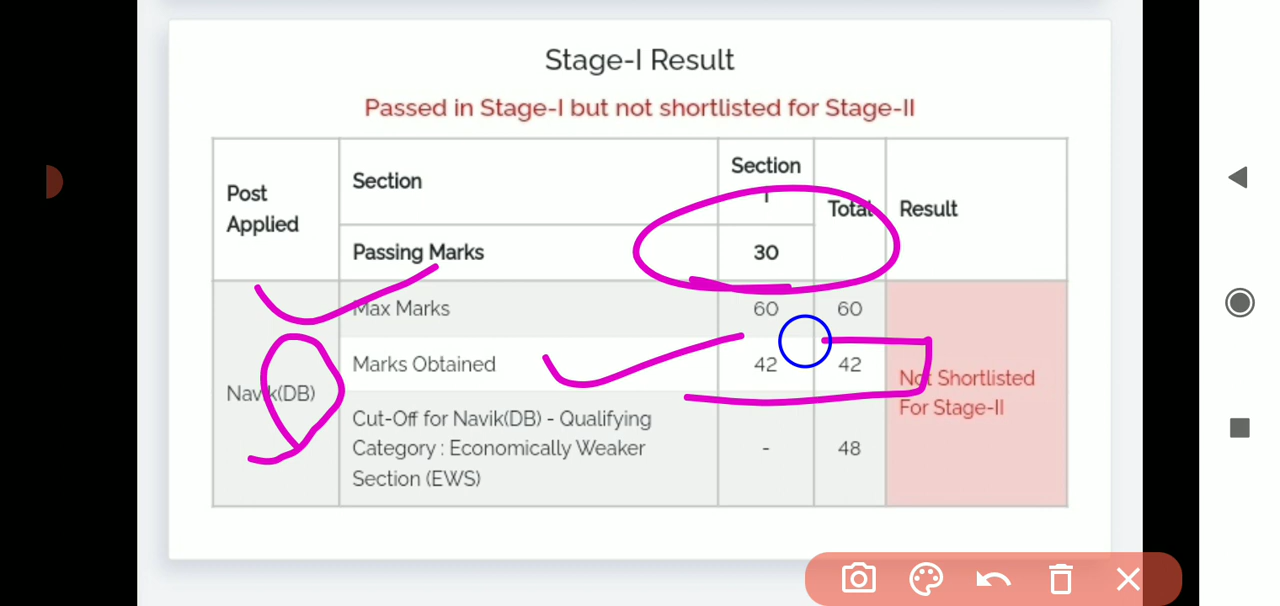 Stage-I Result
Passed in Stage-I but not shortlisted for Stage-II
Post Applied
Section
Section I
Total
Result
Passing Marks
30
Navik(DB)
Max Marks
60
60
Not Shortlisted
For Stage-II
Marks Obtained
42
42
Cut-Off for Navik(DB) - Qualifying
Category : Economically Weaker
Section (EWS)
-
48